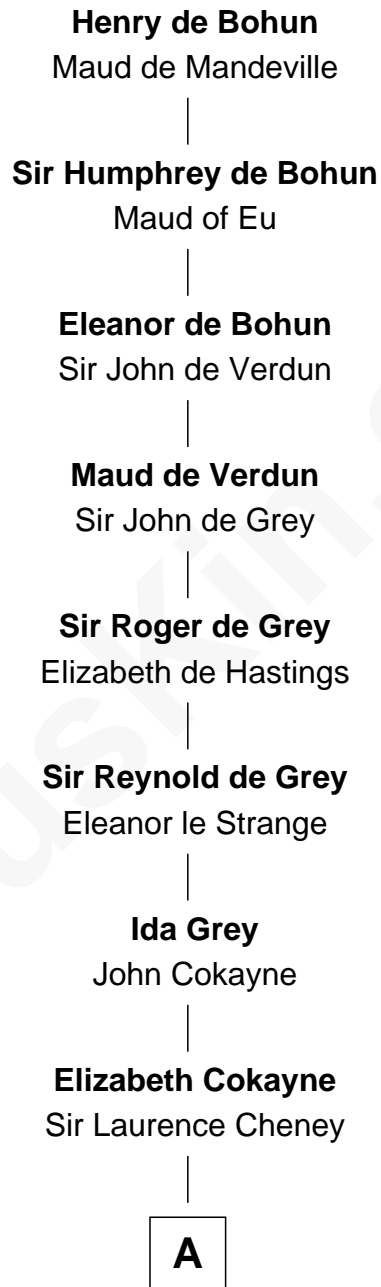 Henry de Bohun
Maud de Mandeville
Sir Humphrey de Bohun
Maud of Eu
Eleanor de Bohun
Sir John de Verdun
Maud de Verdun
Sir John de Grey
Sir Roger de Grey
Elizabeth de Hastings
Sir Reynold de Grey
Eleanor le Strange
Ida Grey
John Cokayne
Elizabeth Cokayne
Sir Laurence Cheney
A